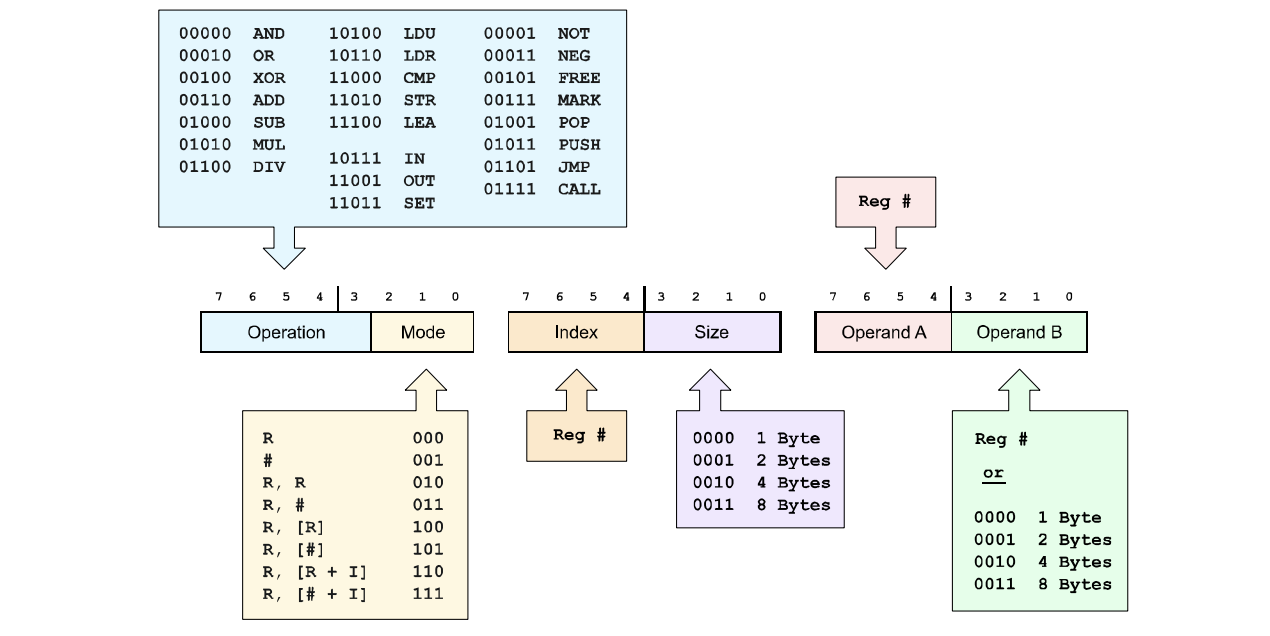 00000 AND 10100 LDU 00001 NOT
00010 OR 10110 LDR 00011 NEG
00100 XOR 11000 CMP 00101 FREE
00110 ADD 11010 STR 00111 MARK
01000 SUB 11100 LEA 01001 POP
01010 MUL 01011 PUSH
10111 IN
01100 DIV 01101 JMP
11001 OUT
01111 CALL
11011 SET
Reg #
7 6 5 4 3 2 1 0 7 6 5 4 3 2 1 0 7 6 5 4 3 2 1 0
Operation Mode Index Size Operand A Operand B
R 000
# 001
R, R 010
R, # 011
R, [R] 100
R, [#] 101
R, [R + I] 110
R, [# + I] 111
Reg #
0000 1 Byte
0001 2 Bytes
0010 4 Bytes
0011 8 Bytes
Reg #
or
0000 1 Byte
0001 2 Bytes
0010 4 Bytes
0011 8 Bytes